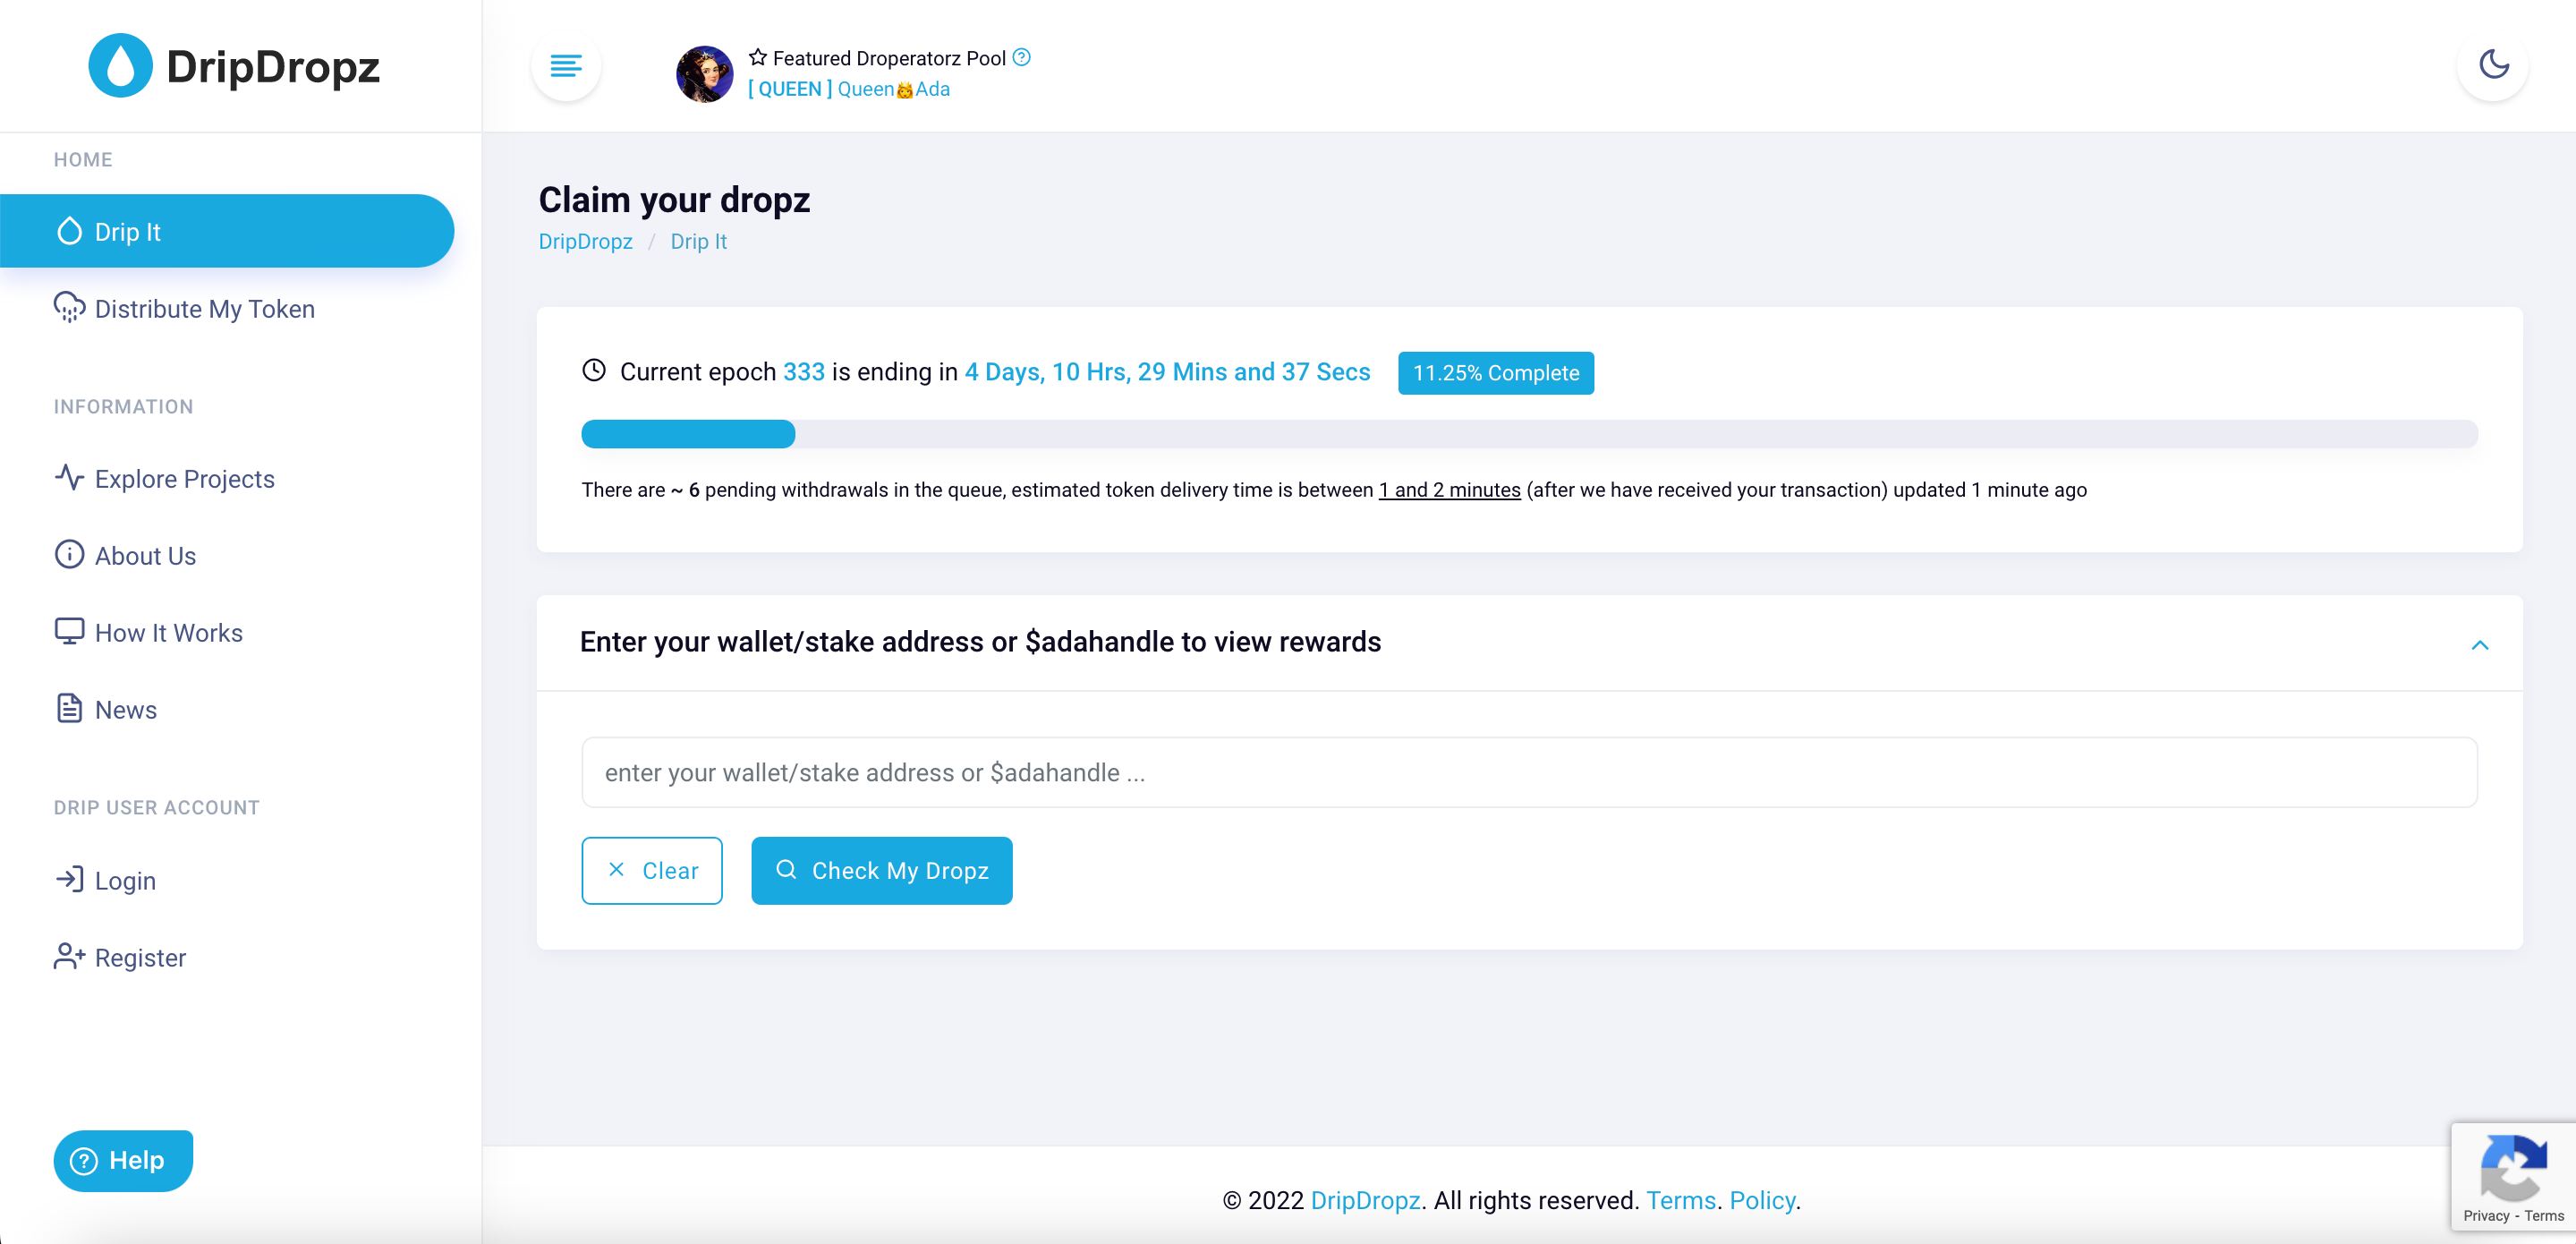 DripDropz
HOME
Drip It
Distribute My Token
INFORMATION
Explore Projects
About Us
How It Works
News
DRIP USER ACCOUNT
Login
Register
Help
Featured Droperatorz Pool
[ QUEEN ] Queen👸Ada
Claim your dropz
DripDropz / Drip It
Current epoch 333 is ending in 4 Days, 10 Hrs, 29 Mins and 37 Secs 11.25% Complete
There are ~ 6 pending withdrawals in the queue, estimated token delivery time is between 1 and 2 minutes (after we have received your transaction) updated 1 minute ago
Enter your wallet/stake address or $adahandle to view rewards
enter your wallet/stake address or $adahandle ...
Clear Check My Dropz
© 2022 DripDropz. All rights reserved. Terms. Policy.
Privacy - Terms